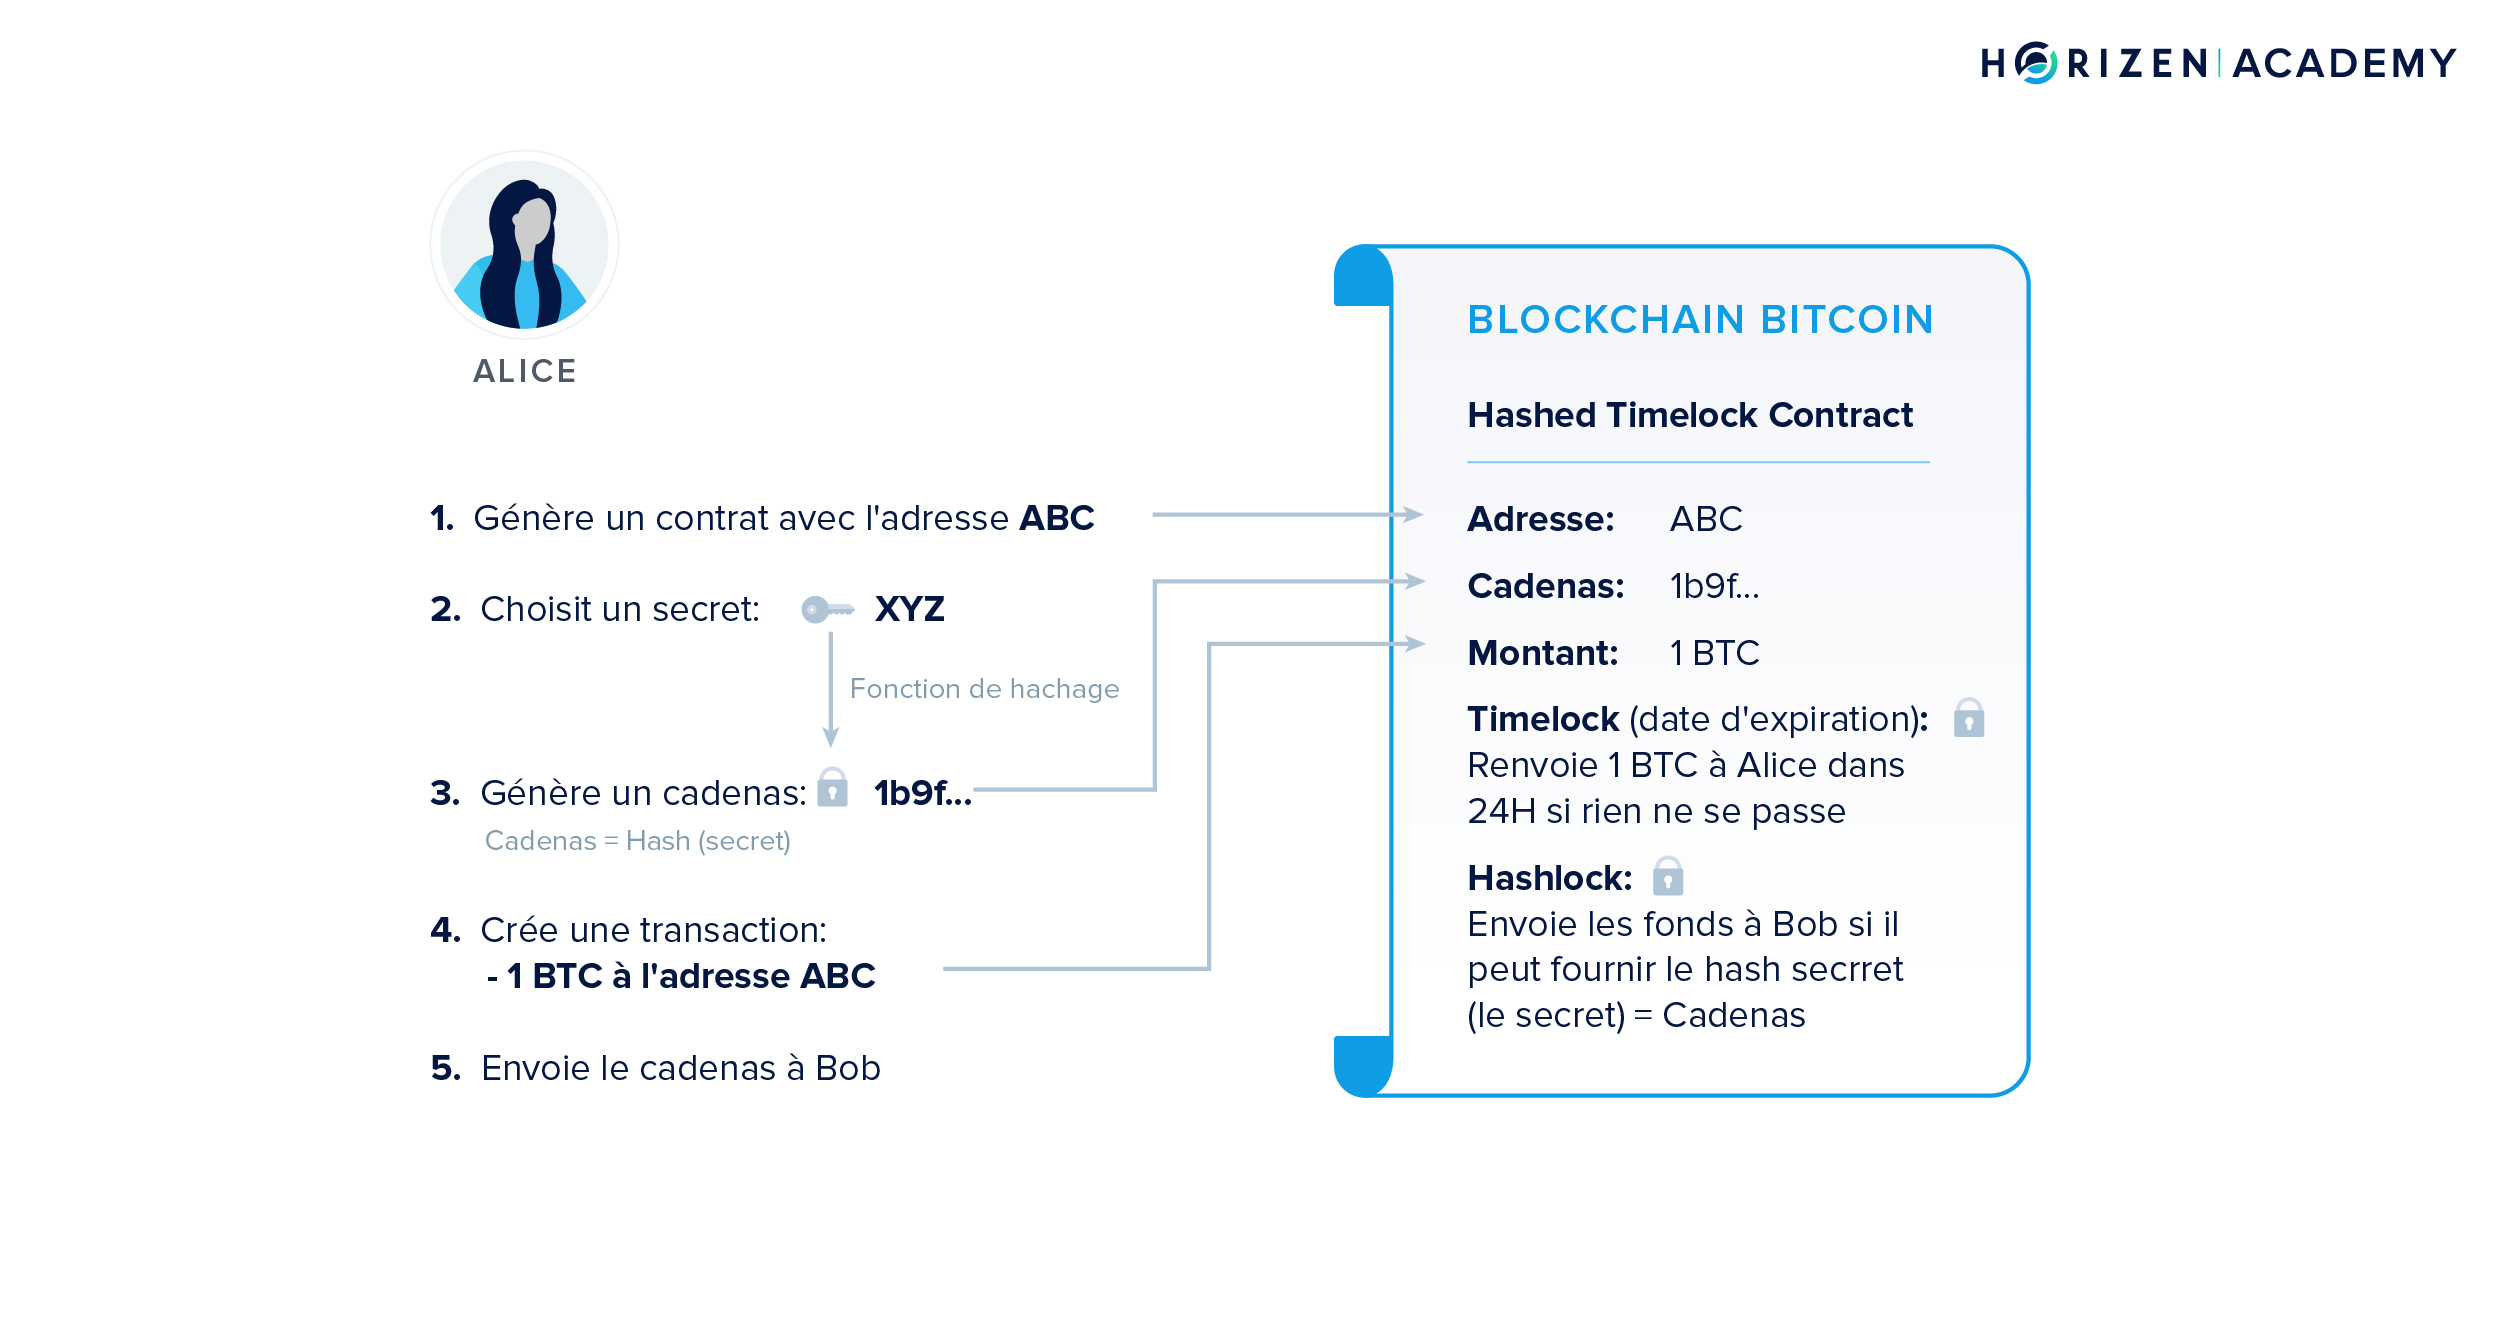 HORIZEN | ACADEMY
ALICE
1. Génère un contrat avec l'adresse ABC
2. Choisit un secret: XYZ
Fonction de hachage
3. Génère un cadenas: 1b9f...
Cadenas = Hash (secret)
4. Crée une transaction:
- 1 BTC à l'adresse ABC
5. Envoie le cadenas à Bob
BLOCKCHAIN BITCOIN
Hashed Timelock Contract
Adresse: ABC
Cadenas: 1b9f...
Montant: 1 BTC
Timelock (date d'expiration):
Renvoie 1 BTC à Alice dans
24H si rien ne se passe
Hashlock:
Envoie les fonds à Bob si il
peut fournir le hash secrret
(le secret) = Cadenas